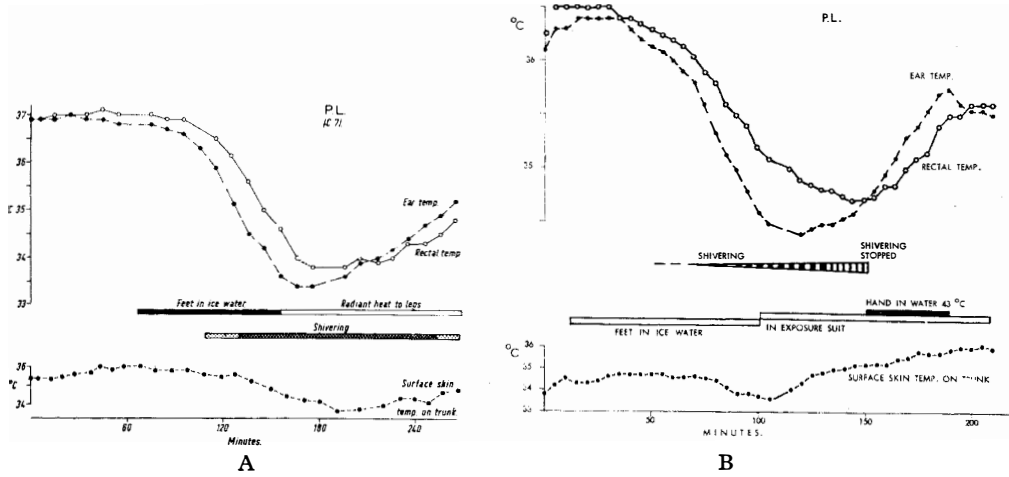 P.L.
(C 7).
37
36
35
34
33
°C
Ear temp.
Rectal temp
Feet in ice water
Radiant heat to legs
Shivering
36
°C
34
Surface skin
temp. on trunk.
60
120
180
240
Minutes.
A
°C
P.L.
36
35
EAR TEMP.
RECTAL TEMP.
SHIVERING
SHIVERING
STOPPED
HAND IN WATER 43 °C
FEET IN ICE WATER
IN EXPOSURE SUIT
°C
36
35
34
33
SURFACE SKIN TEMP. ON TRUNK
50
100
150
200
MINUTES.
B